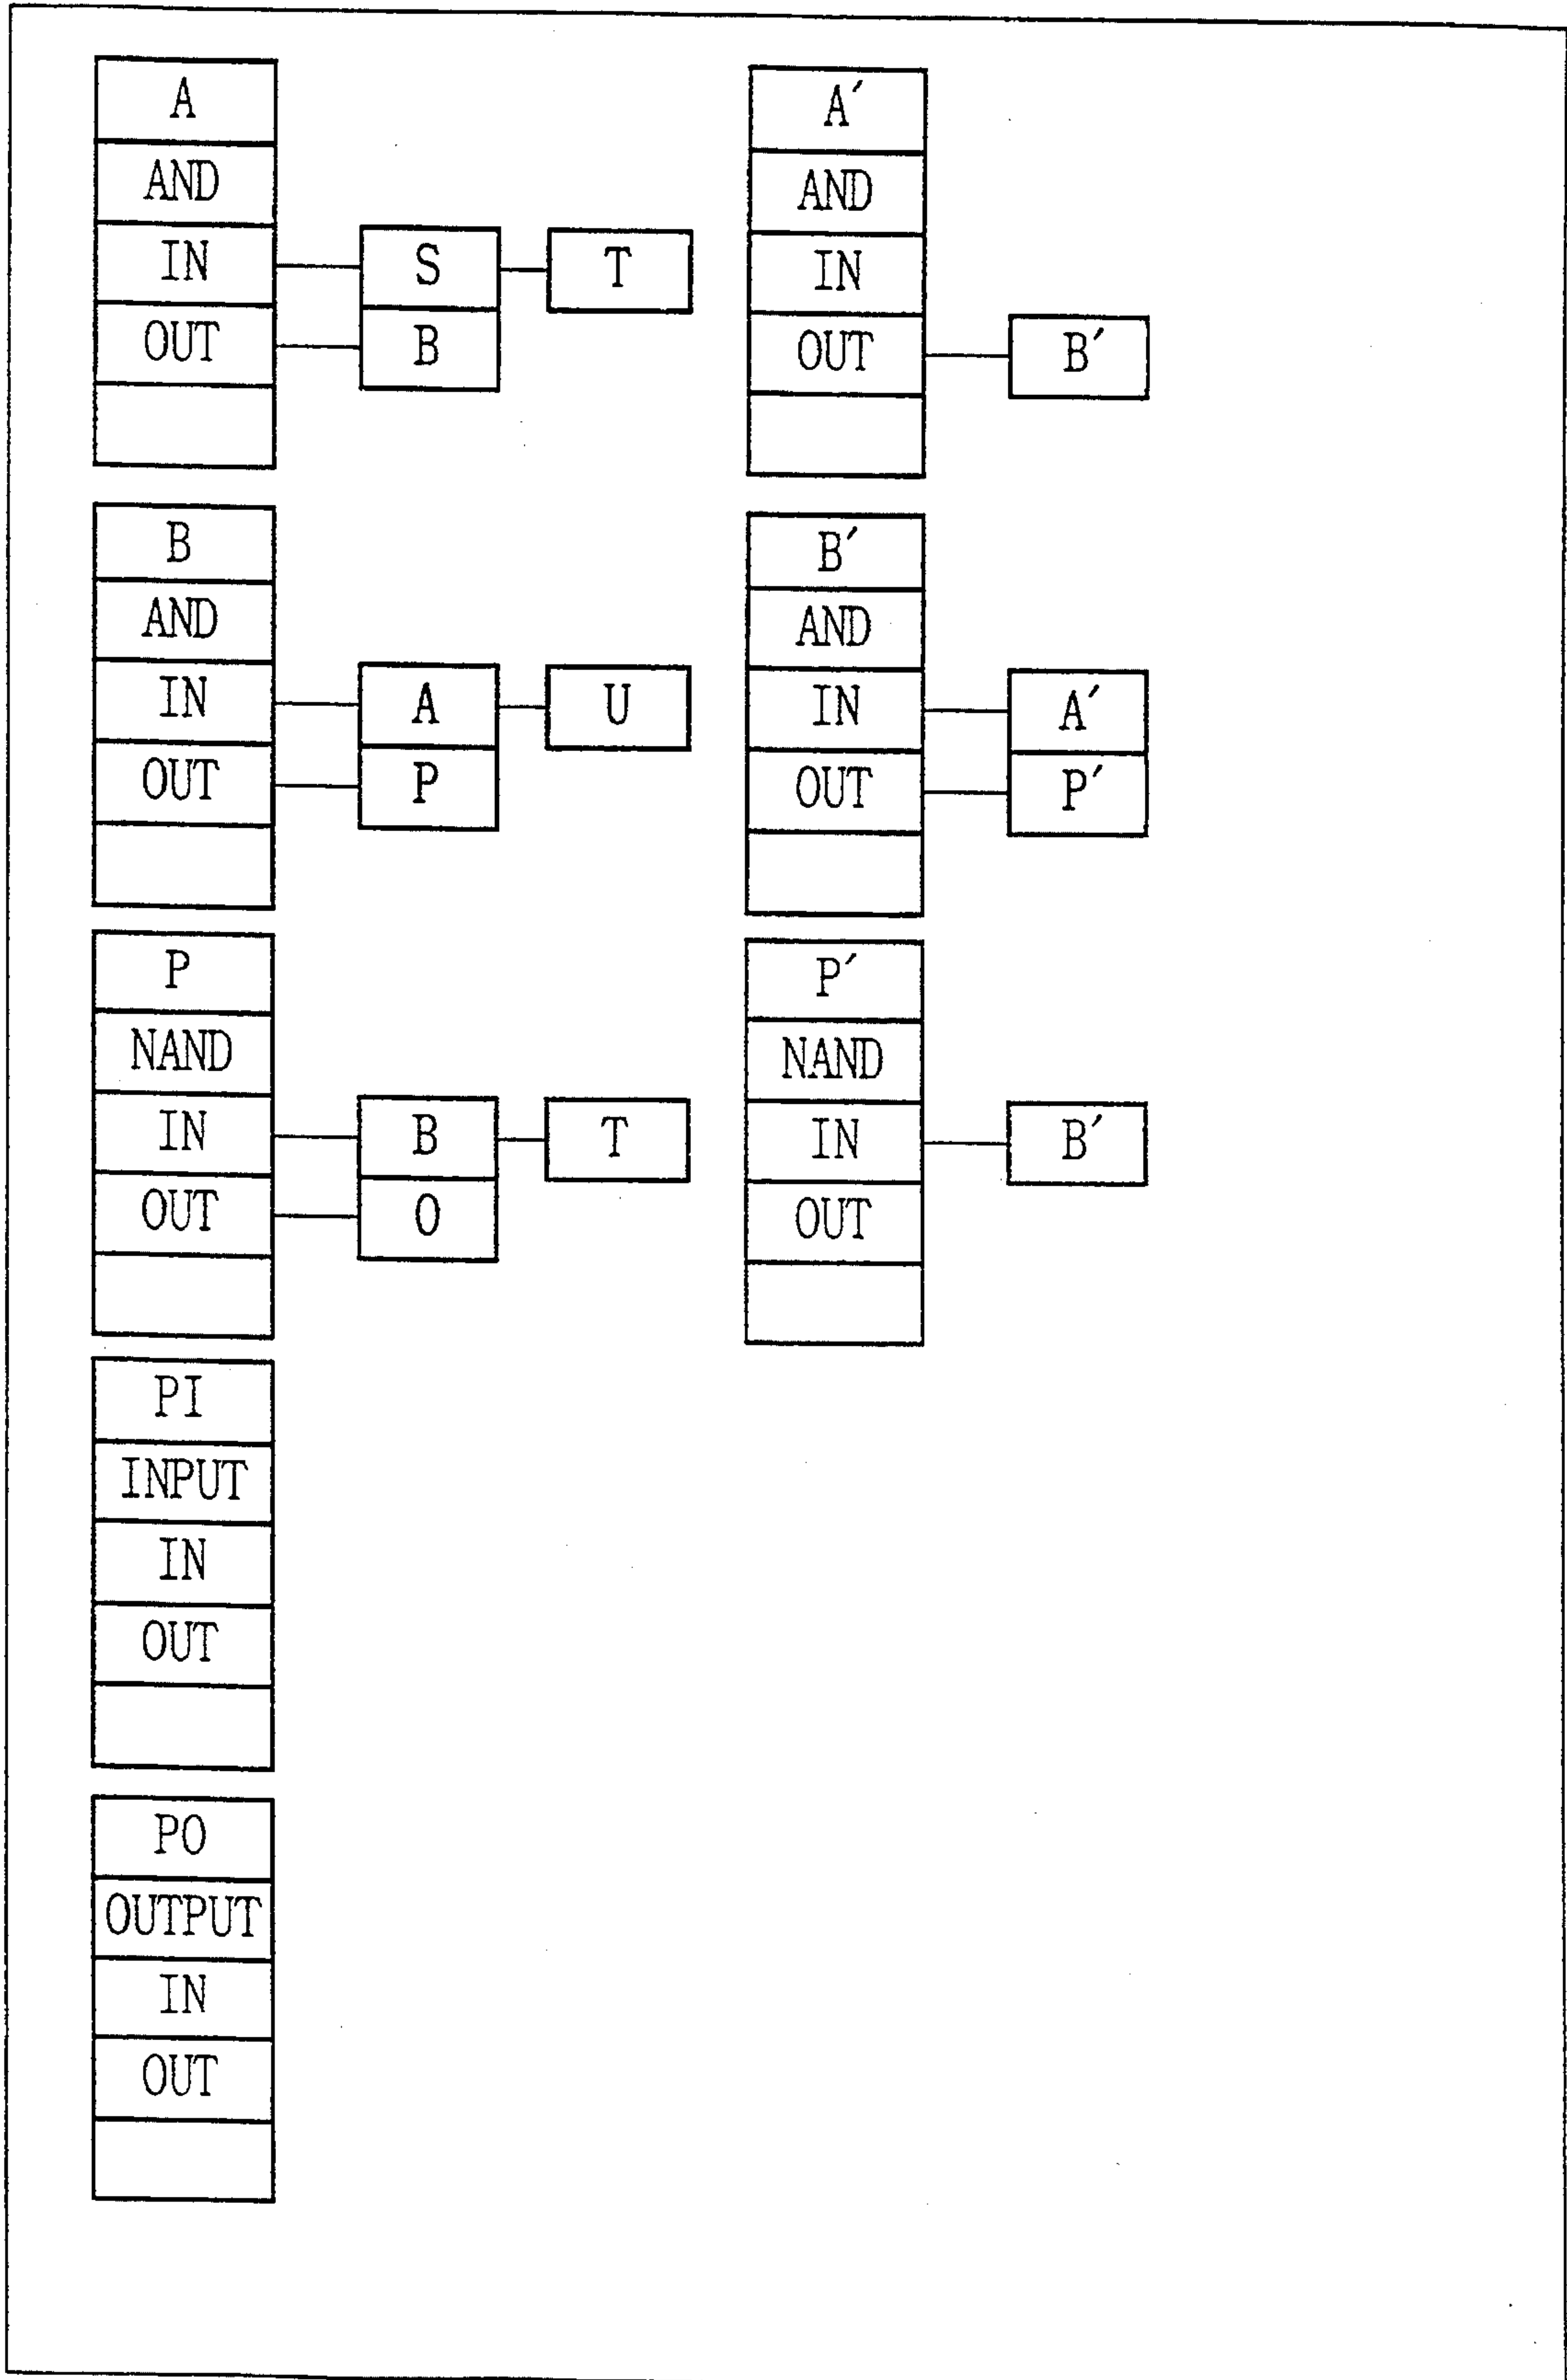 A
AND
IN S T
OUT B
B
AND
IN A U
OUT P
P
NAND
IN B T
OUT O
PI
INPUT
IN
OUT
PO
OUTPUT
IN
OUT
A′
AND
IN
OUT B′
B′
AND
IN A′
OUT P′
P′
NAND
IN B′
OUT